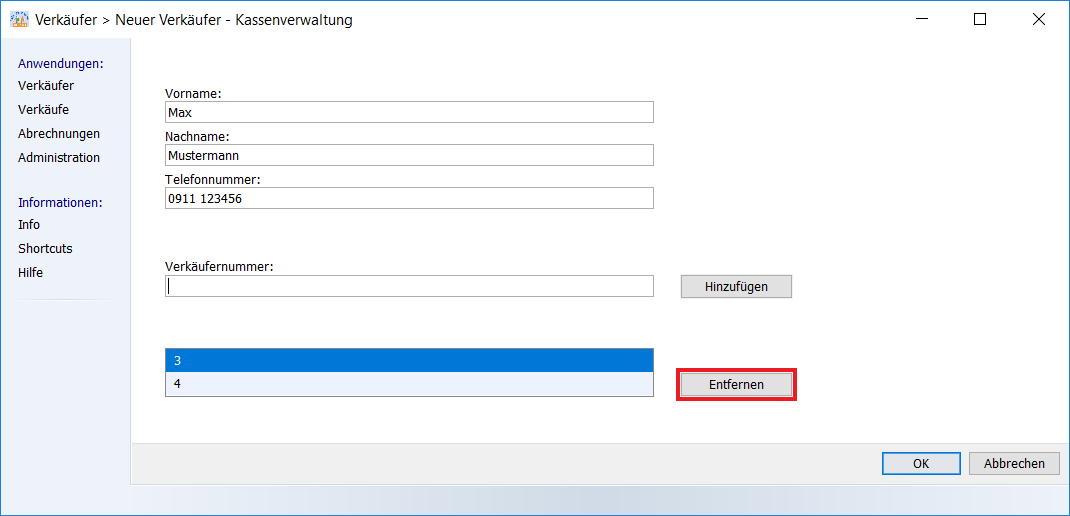 Verkäufer > Neuer Verkäufer - Kassenverwaltung
Anwendungen:
Verkäufer
Verkäufe
Abrechnungen
Administration
Informationen:
Info
Shortcuts
Hilfe
Vorname:
Max
Nachname:
Mustermann
Telefonnummer:
0911 123456
Verkäufernummer:
Hinzufügen
3
4
Entfernen
OK
Abbrechen